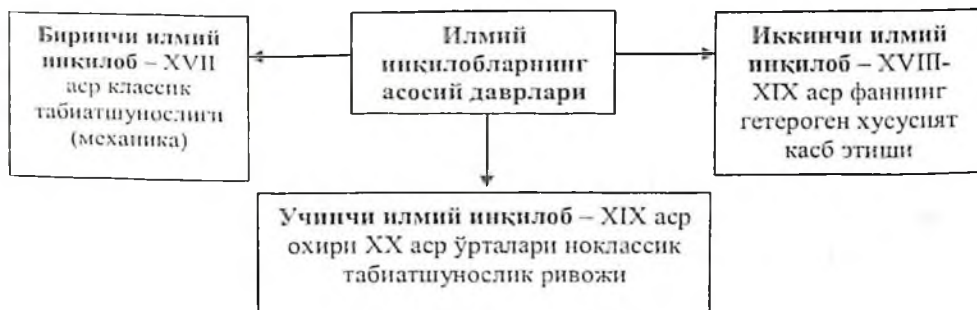 Биринчи илмий
инқилоб – XVII
аср классик
табиатшунослиги
(механика)
Илмий
инқилобларнинг
асосий даврлари
Иккинчи илмий
инқилоб – XVIII-
XIX аср фаннинг
гетероген хусусият
касб этиши
Учинчи илмий инқилоб – XIX аср
охири XX аср ўрталари ноклассик
табиатшунослик ривожи